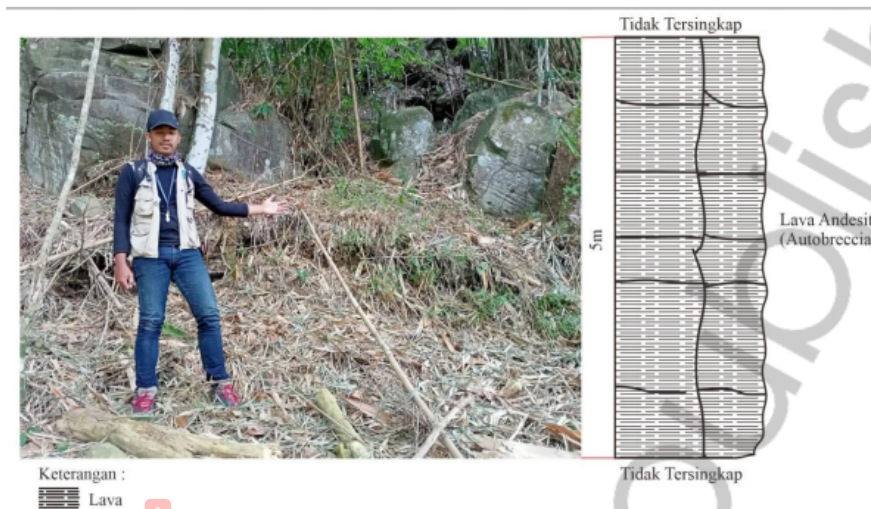 Tidak Tersingkap
5m
Lava Andesit
(Autobreccia
Tidak Tersingkap
Keterangan :
Lava